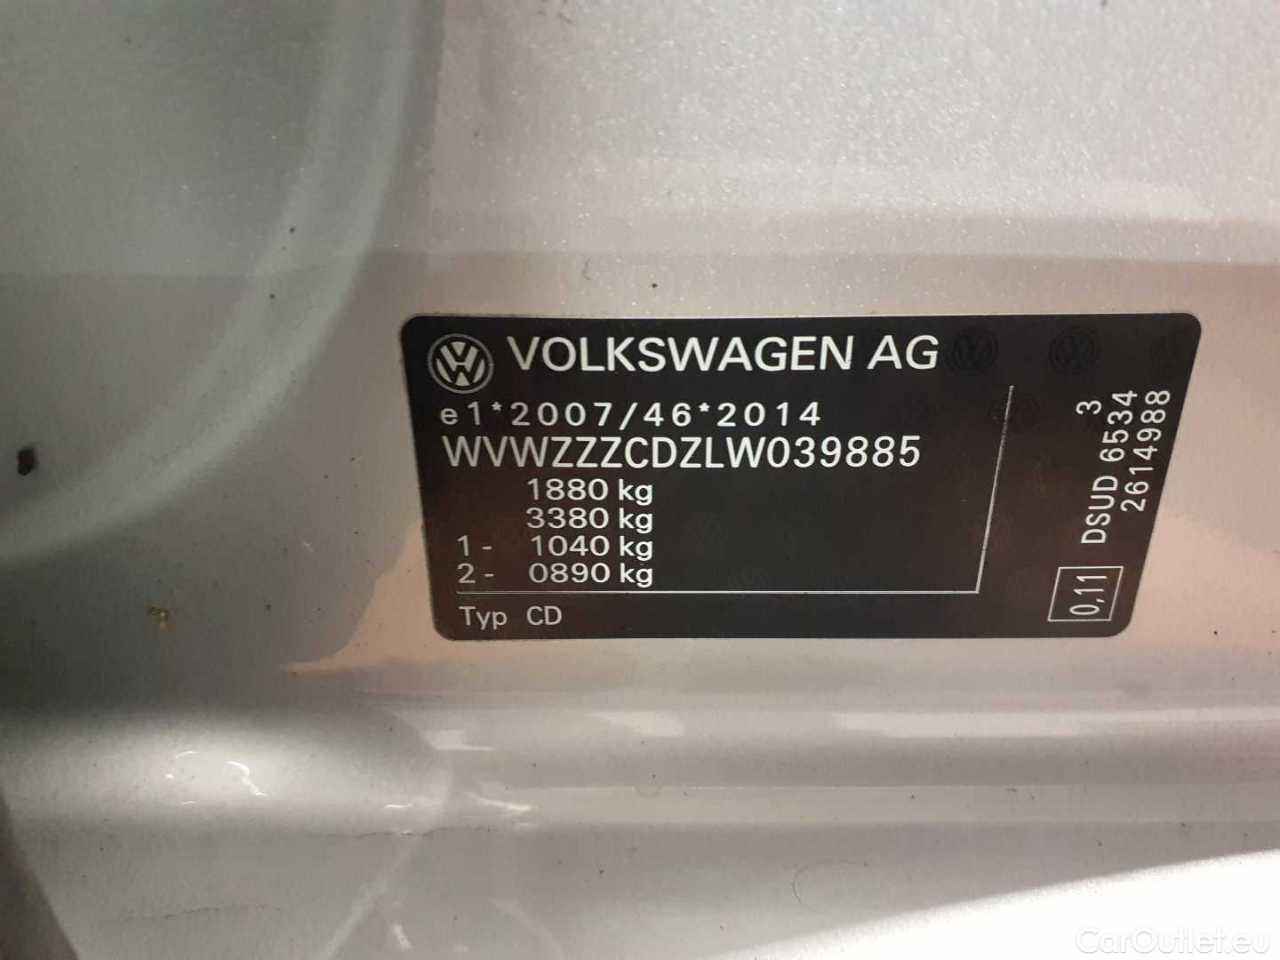 VOLKSWAGEN AG
e1*2007/46*2014
WVWZZZCDZLW039885
1880 kg
3380 kg
1- 1040 kg
2- 0890 kg
Typ CD
3
DSUD 6534
2614988
0,11
CarOutlet.eu